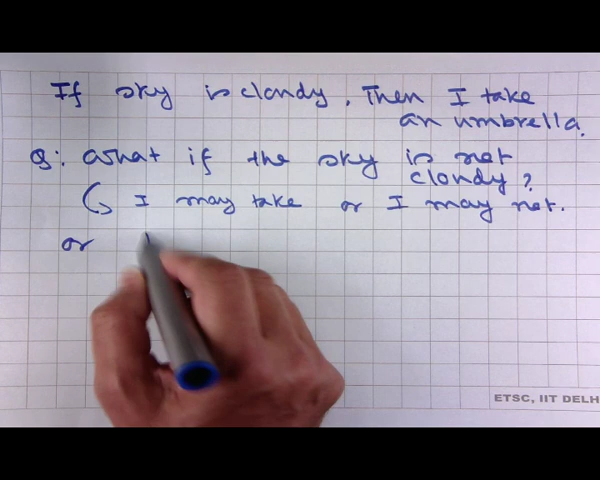 If sky is cloudy, Then I take
an umbrella.
Q: What if the sky is not
cloudy?
I may take or I may not.
or
ETSC, IIT DELH